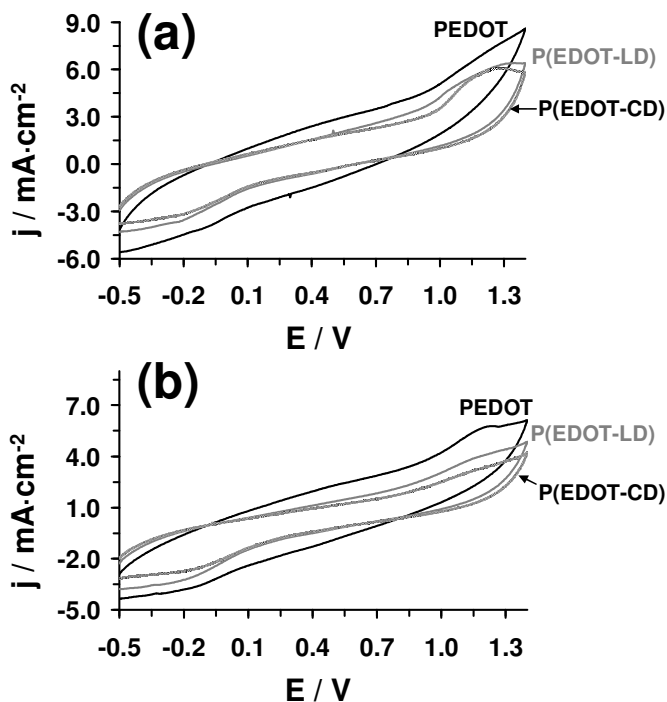 (a)
PEDOT
P(EDOT-LD)
P(EDOT-CD)
9.0
6.0
3.0
0.0
-3.0
-6.0
j / mA·cm-2
-0.5 -0.2 0.1 0.4 0.7 1.0 1.3
E / V
(b)
PEDOT
P(EDOT-LD)
P(EDOT-CD)
7.0
4.0
1.0
-2.0
-5.0
j / mA·cm-2
-0.5 -0.2 0.1 0.4 0.7 1.0 1.3
E / V